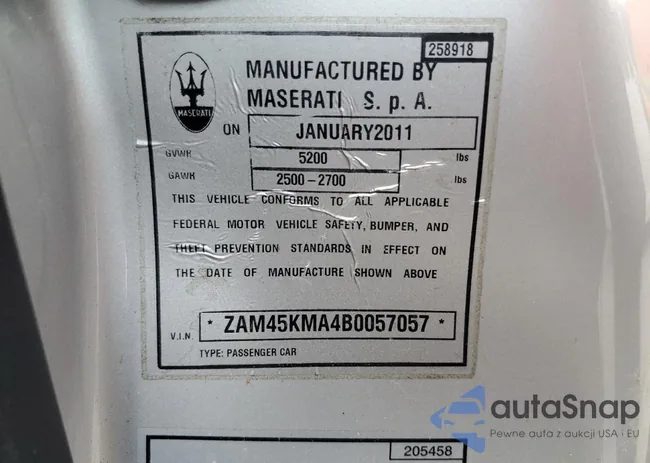 258918
MANUFACTURED BY
MASERATI S. p. A.
MASERATI
ON JANUARY2011
GVWR 5200 lbs
GAWR 2500-2700 lbs
THIS VEHICLE CONFORMS TO ALL APPLICABLE
FEDERAL MOTOR VEHICLE SAFETY, BUMPER, AND
THEFT PREVENTION STANDARDS IN EFFECT ON
THE DATE OF MANUFACTURE SHOWN ABOVE
V.I.N. * ZAM45KMA4B0057057 *
TYPE: PASSENGER CAR
autaSnap
Pewne auta z aukcji USA i EU
205458